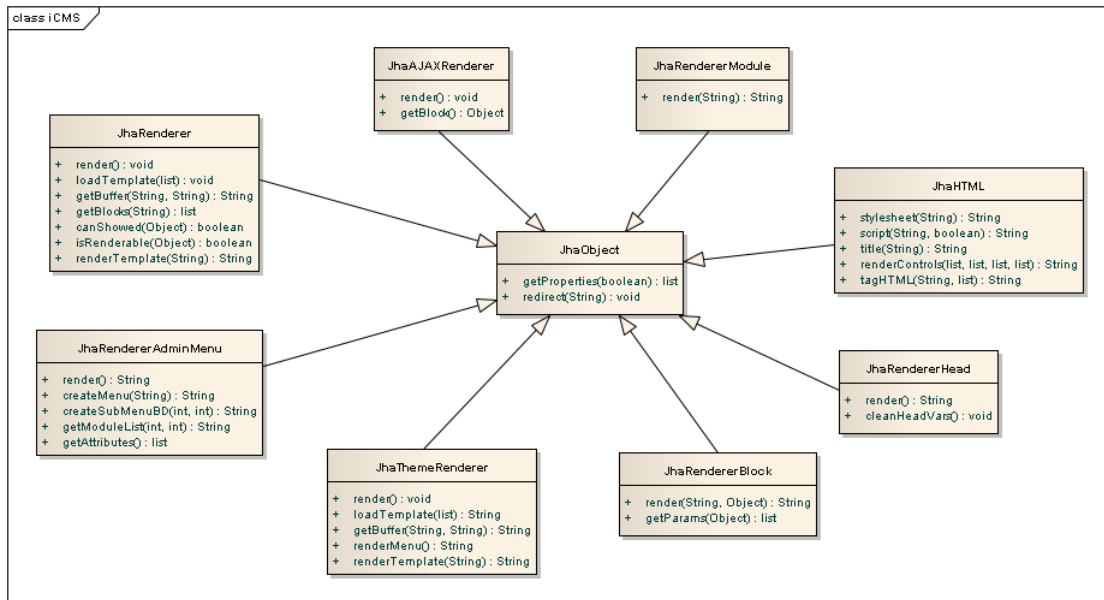 class iCMS
JhaAJAXRenderer
+ render() : void
+ getBlock() : Object
JhaRendererModule
+ render(String) : String
JhaRenderer
+ render() : void
+ loadTemplate(list) : void
+ getBuffer(String, String) : String
+ getBlocks(String) : list
+ canShowed(Object) : boolean
+ isRenderable(Object) : boolean
+ renderTemplate(String) : String
JhaHTML
+ stylesheet(String) : String
+ script(String, boolean) : String
+ title(String) : String
+ renderControls(list, list, list, list) : String
+ tagHTML(String, list) : String
JhaObject
+ getProperties(boolean) : list
+ redirect(String) : void
JhaRendererAdminMenu
+ render() : String
+ createMenu(String) : String
+ createSubMenuBD(int, int) : String
+ getModuleList(int, int) : String
+ getAttributes() : list
JhaRendererHead
+ render() : String
+ cleanHeadVars() : void
JhaThemeRenderer
+ render() : void
+ loadTemplate(list) : String
+ getBuffer(String, String) : String
+ renderMenu() : String
+ renderTemplate(String) : String
JhaRendererBlock
+ render(String, Object) : String
+ getParams(Object) : list